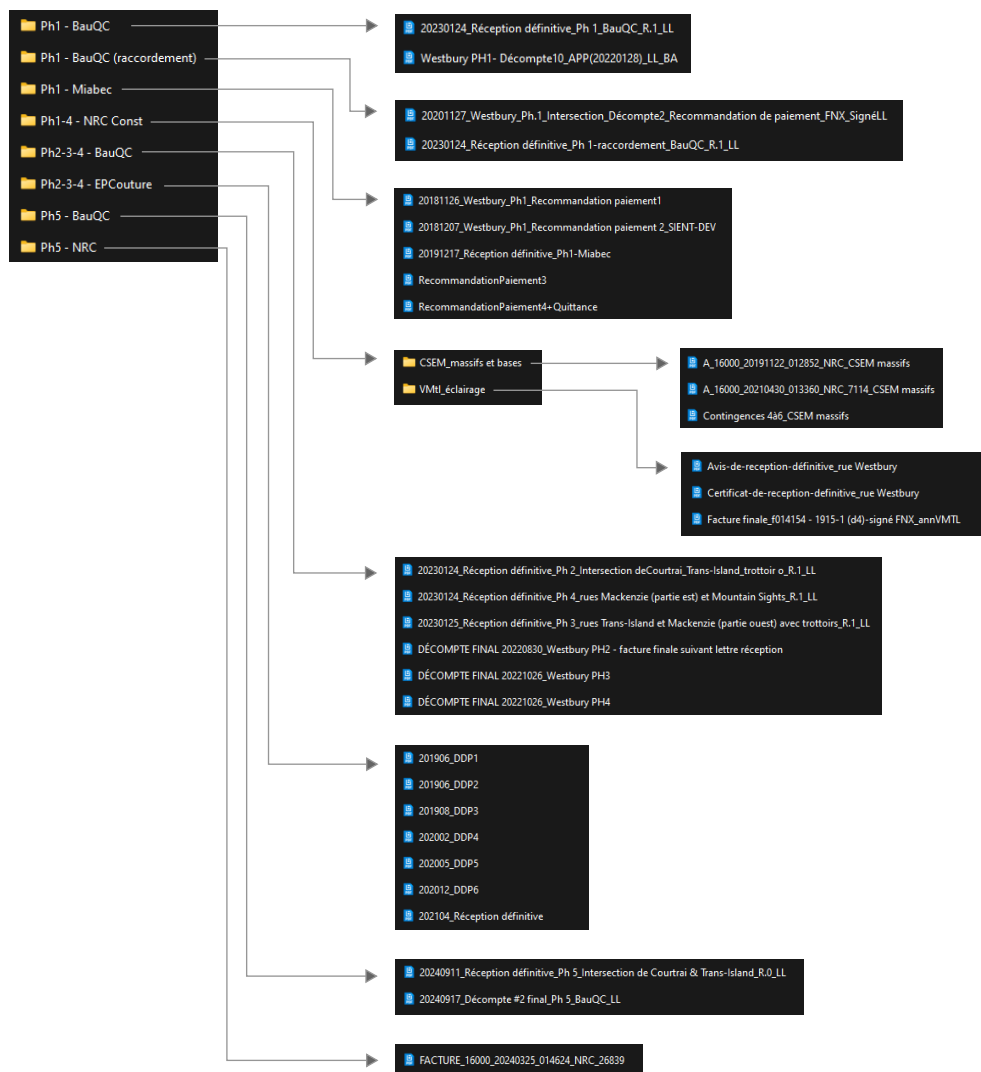 Ph1 - BauQC
Ph1 - BauQC (raccordement)
Ph1 - Miabec
Ph1-4 - NRC Const
Ph2-3-4 - BauQC
Ph2-3-4 - EPCouture
Ph5 - BauQC
Ph5 - NRC
20230124_Réception définitive_Ph 1_BauQC_R.1_LL
Westbury PH1- Décompte10_APP(20220128)_LL_BA
20201127_Westbury_Ph.1_Intersection_Décompte2_Recommandation de paiement_FNX_SignéLL
20230124_Réception définitive_Ph 1-raccordement_BauQC_R.1_LL
20181126_Westbury_Ph1_Recommandation paiement1
20181207_Westbury_Ph1_Recommandation paiement 2_SIENT-DEV
20191217_Réception définitive_Ph1-Miabec
RecommandationPaiement3
RecommandationPaiement4+Quittance
CSEM_massifs et bases
VMtl_éclairage
A_16000_20191122_012852_NRC_CSEM massifs
A_16000_20210430_013360_NRC_7114_CSEM massifs
Contingences 4à6_CSEM massifs
Avis-de-reception-définitive_rue Westbury
Certificat-de-reception-definitive_rue Westbury
Facture finale_f014154 - 1915-1 (d4)-signé FNX_annVMTL
20230124_Réception définitive_Ph 2_Intersection deCourtrai_Trans-Island_trottoir o_R.1_LL
20230124_Réception définitive_Ph 4_rues Mackenzie (partie est) et Mountain Sights_R.1_LL
20230125_Réception définitive_Ph 3_rues Trans-Island et Mackenzie (partie ouest) avec trottoirs_R.1_LL
DÉCOMPTE FINAL 20220830_Westbury PH2 - facture finale suivant lettre réception
DÉCOMPTE FINAL 20221026_Westbury PH3
DÉCOMPTE FINAL 20221026_Westbury PH4
201906_DDP1
201906_DDP2
201908_DDP3
202002_DDP4
202005_DDP5
202012_DDP6
202104_Réception définitive
20240911_Réception définitive_Ph 5_Intersection de Courtrai & Trans-Island_R.0_LL
20240917_Décompte #2 final_Ph 5_BauQC_LL
FACTURE_16000_20240325_014624_NRC_26839